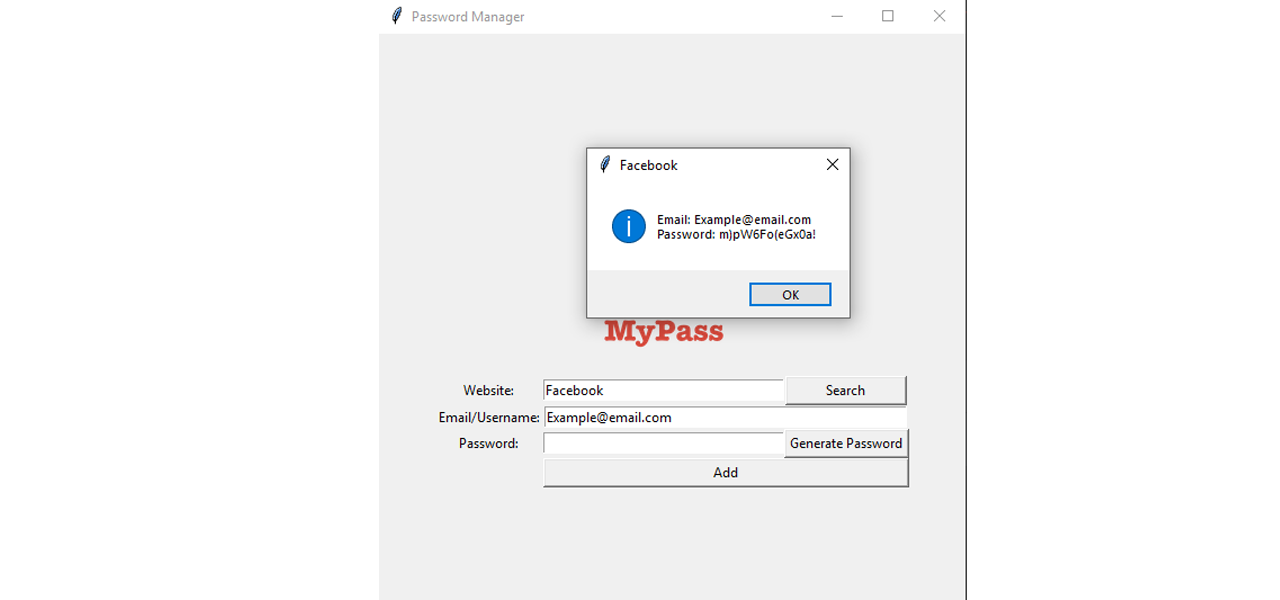 Password Manager
Facebook
Email: Example@email.com
Password: m)pW6Fo(eGx0a!
OK
MyPass
Website: Facebook Search
Email/Username: Example@email.com
Password: Generate Password
Add